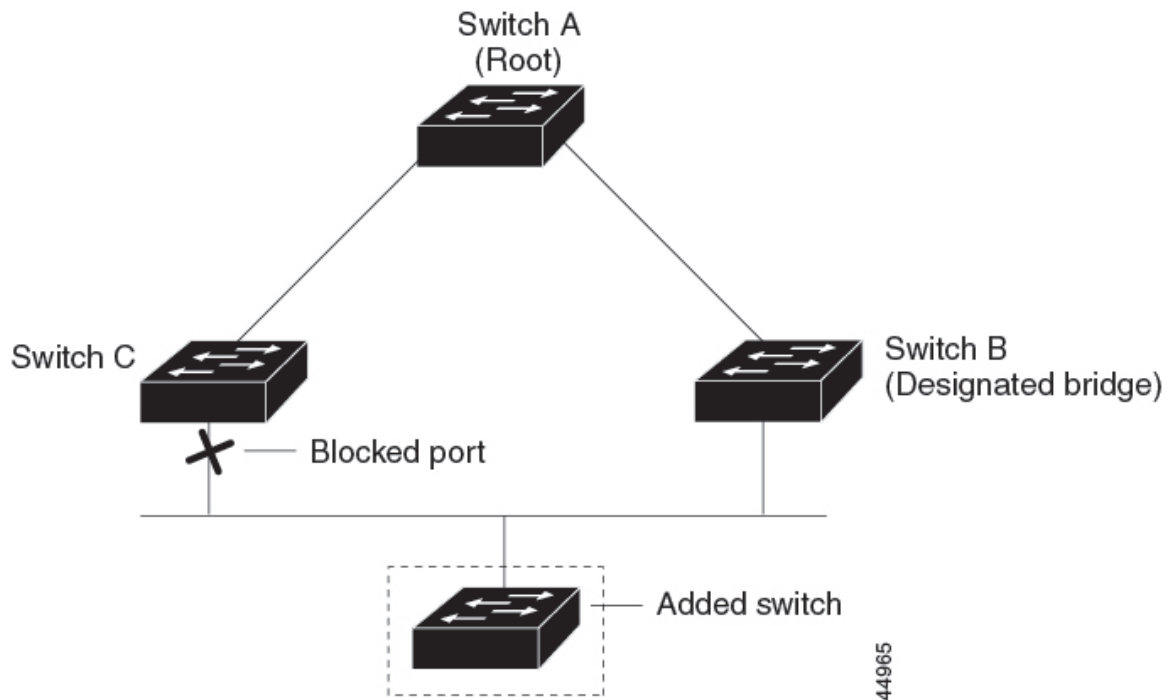 Switch A
(Root)
Switch C
Switch B
(Designated bridge)
Blocked port
Added switch
44965